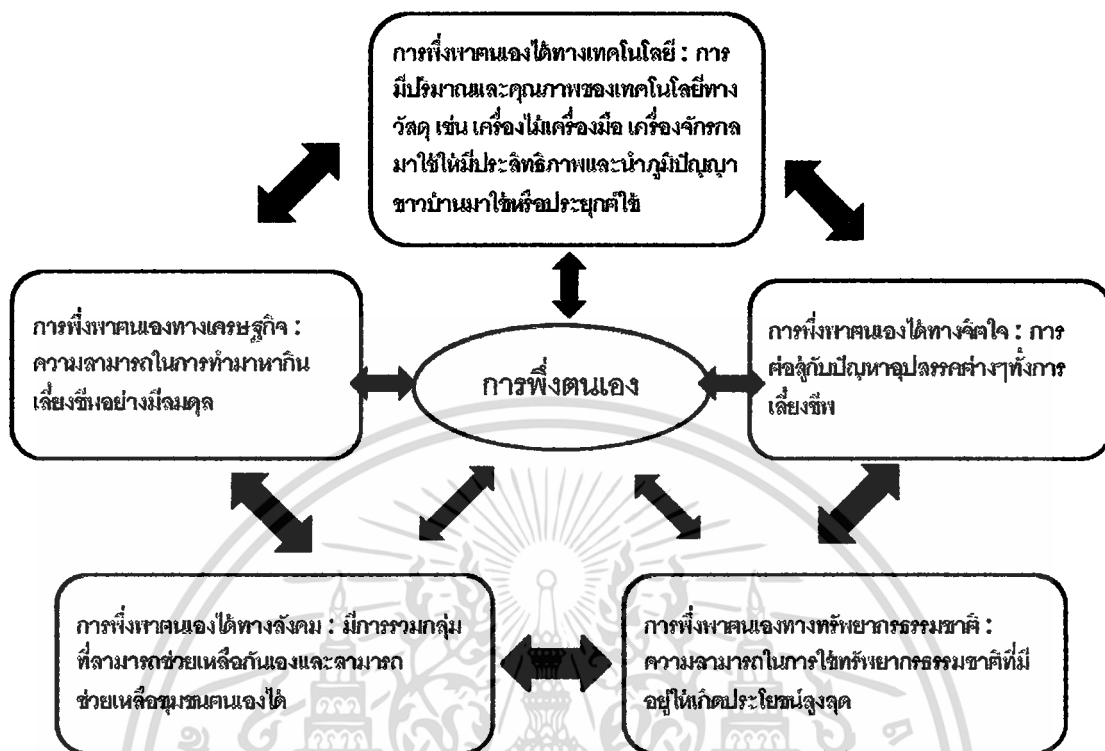 การพึ่งพาตนเองได้ทางเทคโนโลยี : การ
มีปริมาณและคุณภาพของเทคโนโลยีทาง
วัสดุ เช่น เครื่องไม้เครื่องมือ เครื่องจักรกล
มาใช้ให้มีประสิทธิภาพและนำภูมิปัญญา
ชาวบ้านมาใช้หรือประยุกต์ใช้
การพึ่งพาตนเองทางเศรษฐกิจ :
ความสามารถในการทำมาหากิน
เลี้ยงชีพอย่างมีสมดุล
การพึ่งตนเอง
การพึ่งพาตนเองได้ทางจิตใจ : การ
ต่อสู้กับปัญหาอุปสรรคต่างๆทั้งการ
เลี้ยงชีพ
การพึ่งพาตนเองได้ทางสังคม : มีการรวมกลุ่ม
ที่สามารถช่วยเหลือกันเองและสามารถ
ช่วยเหลือชุมชนตนเองได้
การพึ่งพาตนเองทางทรัพยากรธรรมชาติ :
ความสามารถในการใช้ทรัพยากรธรรมชาติที่มี
อยู่ให้เกิดประโยชน์สูงสุด